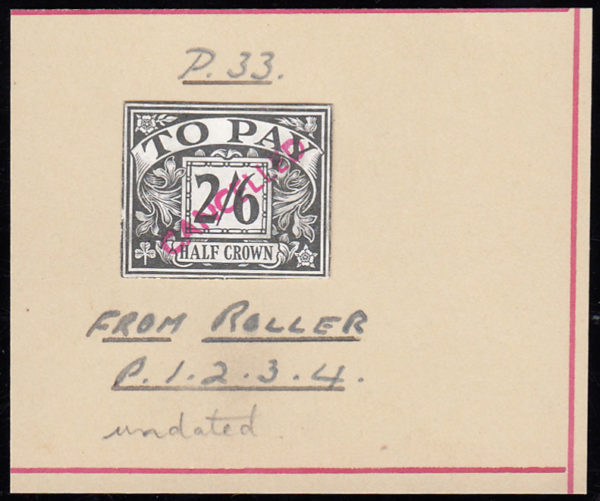 P. 33.
TO PAY
2/6
CANCELLED
HALF CROWN
FROM ROLLER
P. 1. 2. 3. 4.
undated.